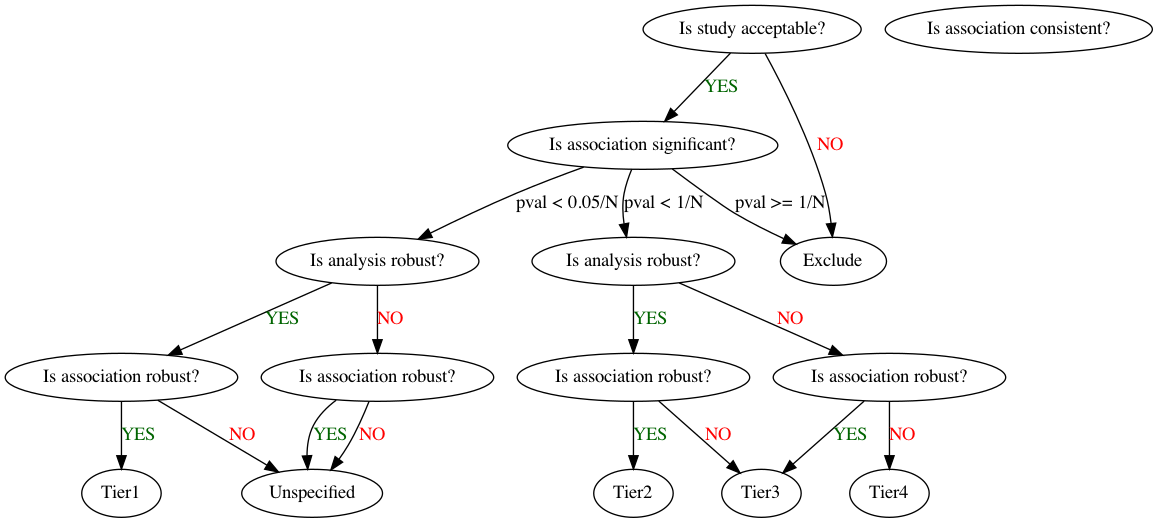 Is study acceptable?
Is association consistent?
YES
Is association significant?
NO
pval < 0.05/N
pval < 1/N
pval >= 1/N
Is analysis robust?
Is analysis robust?
Exclude
YES
NO
YES
NO
Is association robust?
Is association robust?
Is association robust?
Is association robust?
YES
NO
YES
NO
YES
NO
YES
NO
Tier1
Unspecified
Tier2
Tier3
Tier4